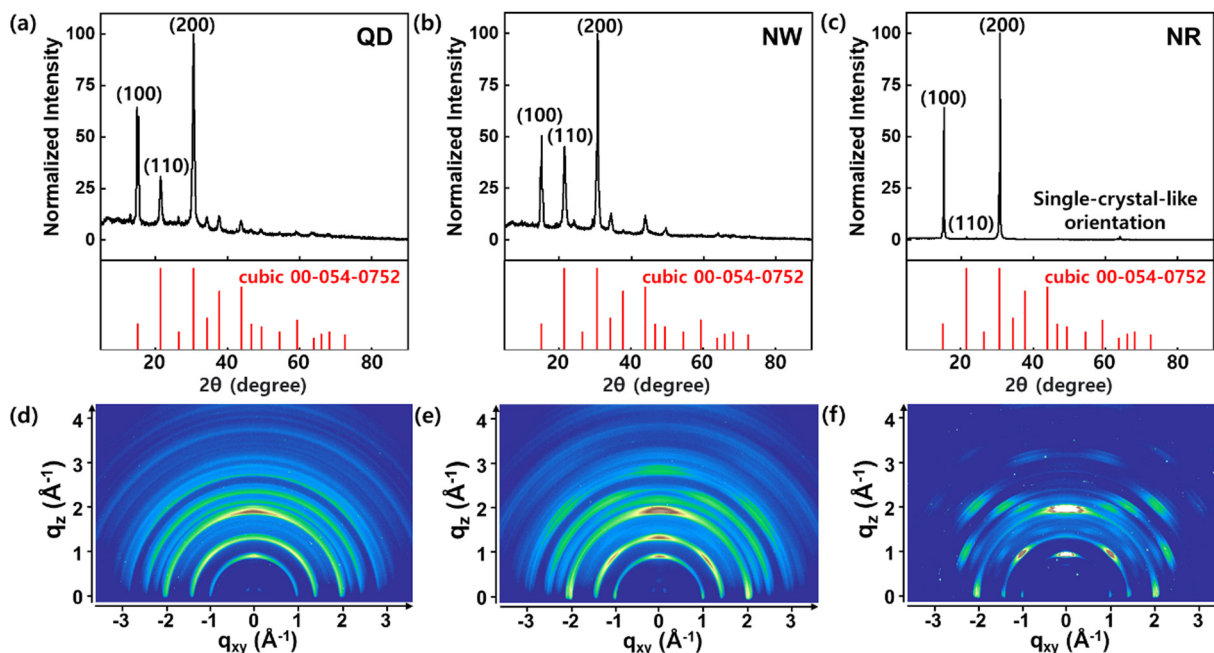 (a)
QD
Normalized Intensity
100
75
50
25
0
(100)
(110)
(200)
cubic 00-054-0752
20
40
60
80
2θ (degree)
(b)
NW
Normalized Intensity
100
75
50
25
0
(100)
(110)
(200)
cubic 00-054-0752
20
40
60
80
2θ (degree)
(c)
NR
Normalized Intensity
100
75
50
25
0
(100)
(110)
(200)
Single-crystal-like
orientation
cubic 00-054-0752
20
40
60
80
2θ (degree)
(d)
qz (Å-1)
4
3
2
1
0
-3
-2
-1
0
1
2
3
qxy (Å-1)
(e)
qz (Å-1)
4
3
2
1
0
-3
-2
-1
0
1
2
3
qxy (Å-1)
(f)
qz (Å-1)
4
3
2
1
0
-3
-2
-1
0
1
2
3
qxy (Å-1)